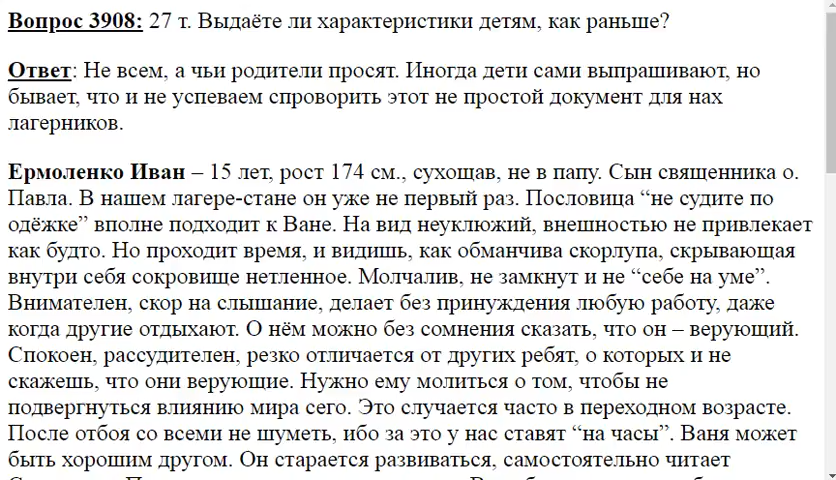 Вопрос 3908: 27 т. Выдаёте ли характеристики детям, как раньше?
Ответ: Не всем, а чьи родители просят. Иногда дети сами выпрашивают, но
бывает, что и не успеваем спроворить этот не простой документ для нах
лагерников.
Ермоленко Иван – 15 лет, рост 174 см., сухощав, не в папу. Сын священника о.
Павла. В нашем лагере-стане он уже не первый раз. Пословица “не судите по
одёжке” вполне подходит к Ване. На вид неуклюжий, внешностью не привлекает
как будто. Но проходит время, и видишь, как обманчива скорлупа, скрывающая
внутри себя сокровище нетленное. Молчалив, не замкнут и не “себе на уме”.
Внимателен, скор на слышание, делает без принуждения любую работу, даже
когда другие отдыхают. О нём можно без сомнения сказать, что он – верующий.
Спокоен, рассудителен, резко отличается от других ребят, о которых и не
скажешь, что они верующие. Нужно ему молиться о том, чтобы не
подвергнуться влиянию мира сего. Это случается часто в переходном возрасте.
После отбоя со всеми не шуметь, ибо за это у нас ставят “на часы”. Ваня может
быть хорошим другом. Он старается развиваться, самостоятельно читает